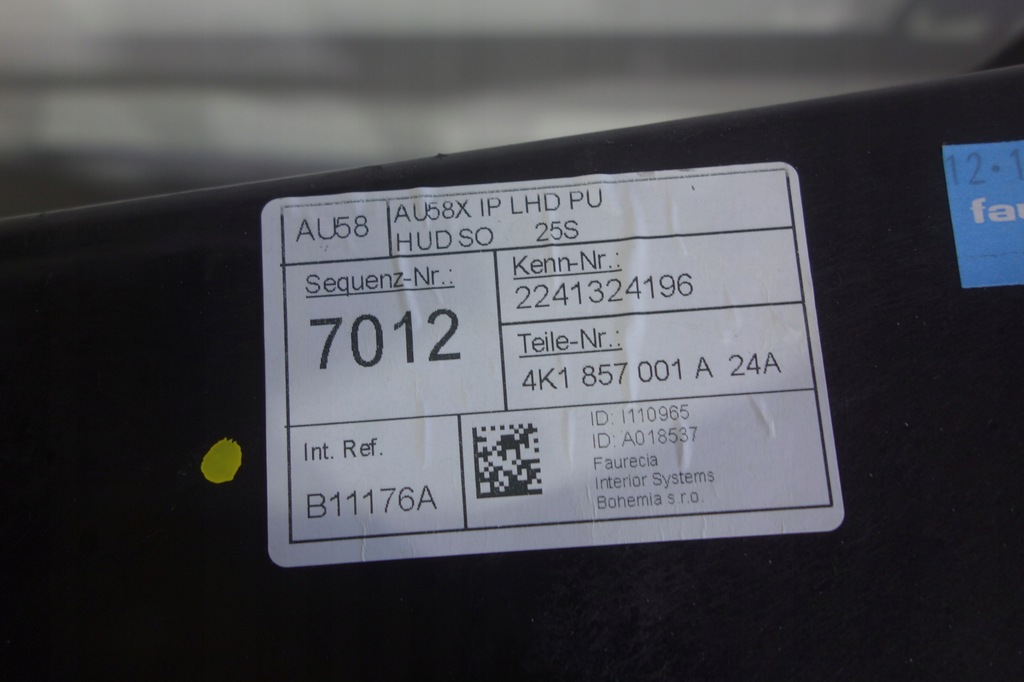 AU58
AU58X IP LHD PU
HUD SO 25S
Sequenz-Nr.:
7012
Kenn-Nr.:
2241324196
Teile-Nr.:
4K1 857 001 A 24A
Int. Ref.
B11176A
ID: I110965
ID: A018537
Faurecia
Interior Systems
Bohemia s.r.o.